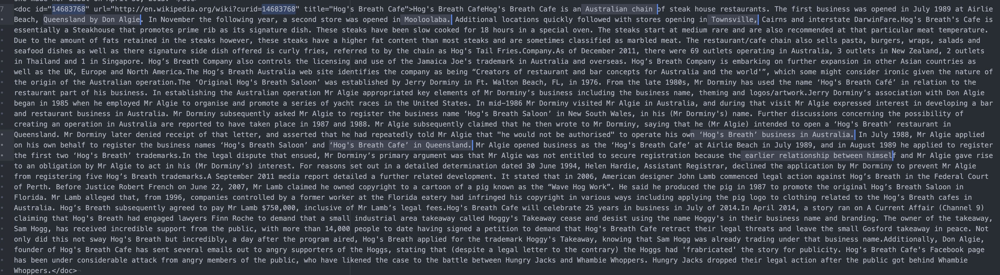 she made her debut on April 30, 2013. </doc>
7 <doc id="14683768" url="http://en.wikipedia.org/wiki?curid=14683768" title="Hog's Breath Cafe">Hog's Breath CafeHog's Breath Cafe is an Australian chain of steak house restaurants. The first business was opened in July 1989 at Airlie
Beach, Queensland by Don Algie. In November the following year, a second store was opened in Mooloolaba. Additional locations quickly followed with stores opening in Townsville, Cairns and interstate DarwinFare.Hog's Breath's Cafe is
essentially a Steakhouse that promotes prime rib as its signature dish. These steaks have been slow cooked for 18 hours in a special oven. The steaks start at medium rare and are also recommended at that particular meat temperature.
Due to the amount of fats retained in the steaks however, these steaks have a higher fat content than most steaks and are sometimes classified as marbled meat. The restaurant/cafe chain also sells pasta, burgers, wraps, salads and
seafood dishes as well as there signature side dish offered is curly fries, referred to by the chain as Hog's Tail Fries.Company.As of December 2011, there were 69 outlets operating in Australia, 3 outlets in New Zealand, 2 outlets
in Thailand and 1 in Singapore. Hog’s Breath Company also controls the licensing and use of the Jamaica Joe's trademark in Australia and overseas. Hog’s Breath Company is embarking on further expansion in other Asian countries as
well as the UK, Europe and North America.The Hog’s Breath Australia web site identifies the company as being “Creators of restaurant and bar concepts for Australia and the world'”, which some might consider ironic given the nature of
the origin of the Australian operation.The ‘Original Hog's Breath Saloon’ was established by Jerry Dorminy in Ft. Walton Beach, FL, in 1976. From the late 1980s, Mr Dorminy has used the name ‘Hog's Breath Café’ in relation to the
restaurant part of his business. In establishing the Australian operation Mr Algie appropriated key elements of Mr Dorminy’s business including the business name, theming and logos/artwork.Jerry Dorminy’s association with Don Algie
began in 1985 when he employed Mr Algie to organise and promote a series of yacht races in the United States. In mid–1986 Mr Dorminy visited Mr Algie in Australia, and during that visit Mr Algie expressed interest in developing a bar
and restaurant business in Australia. Mr Dorminy subsequently asked Mr Algie to register the business name ‘Hog's Breath Saloon’ in New South Wales, in his (Mr Dorminy's) name. Further discussions concerning the possibility of
creating an operation in Australia are reported to have taken place in 1987 and 1988. Mr Algie subsequently claimed that he then wrote to Mr Dorminy, saying that he (Mr Algie) intended to open a ‘Hog's Breath’ restaurant in
Queensland. Mr Dorminy later denied receipt of that letter, and asserted that he had repeatedly told Mr Algie that "he would not be authorised" to operate his own ‘Hog's Breath’ business in Australia. In July 1988, Mr Algie applied
on his own behalf to register the business names ‘Hog's Breath Saloon’ and ‘Hog's Breath Cafe’ in Queensland. Mr Algie opened business as the ‘Hog's Breath Cafe’ at Airlie Beach in July 1989, and in August 1989 he applied to register
the first two ‘Hog's Breath’ trademarks.In the legal dispute that ensued, Mr Dorminy’s primary argument was that Mr Algie was not entitled to secure registration because the earlier relationship between himself and Mr Algie gave rise
to an obligation by Mr Algie to act in his (Mr Dorminy’s) interest. For reasons set out in a detailed determination dated 30 June 1994, Helen Hardie, Assistant Registrar, declined the application by Mr Dorminy to prevent Mr Algie
from registering five Hog’s Breath trademarks.A September 2011 media report detailed a further related development. It stated that in 2006, American designer John Lamb commenced legal action against Hog’s Breath in the Federal Court
of Perth. Before Justice Robert French on June 22, 2007, Mr Lamb claimed he owned copyright to a cartoon of a pig known as the “Wave Hog Work”. He said he produced the pig in 1987 to promote the original Hog’s Breath Saloon in
Florida. Mr Lamb alleged that, from 1996, companies controlled by a former worker at the Florida eatery had infringed his copyright in various ways including applying the pig logo to clothing related to the Hog’s Breath cafes in
Australia. Hog’s Breath subsequently agreed to pay Mr Lamb $750,000, inclusive of Mr Lamb’s legal fees.Hog's Breath Cafe will celebrate 25 years in business in July of 2014.In April 2014, a story ran on A Current Affair (Channel 9)
claiming that Hog's Breath had engaged lawyers Finn Roche to demand that a small industrial area takeaway called Hoggy's Takeaway cease and desist using the name Hoggy's in their business name and branding. The owner of the takeaway,
Sam Hogg, has received incredible support from the public, with more than 14,000 people to date having signed a petition to demand that Hog's Breath Cafe retract their legal threats and leave the small Gosford takeaway in peace. Not
only did this not sway Hog's Breath but incredibly, a day after the program aired, Hog's Breath applied for the trademark Hoggy's Takeaway, knowing that Sam Hogg was already trading under that business name.Additionally, Don Algie,
founder of Hog's Breath Cafe has sent several emails out to angry supporters of the Hoggs, stating that (despite a legal letter to the contrary) the Hoggs had 'frabricated' the story for publicity. Hog's Breath Cafe's Facebook page
has been under considerable attack from angry members of the public, who have likened the case to the battle between Hungry Jacks and Whambie Whoppers. Hungry Jacks dropped their legal action after the public got behind Whambie
Whoppers.</doc>